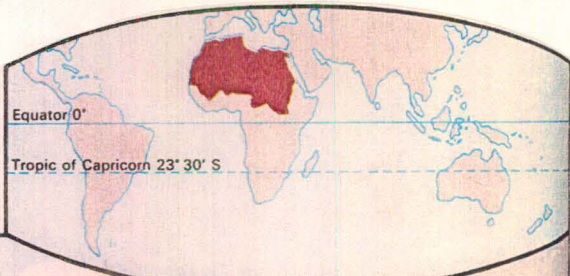 Equator 0°
Tropic of Capricorn 23° 30′ S